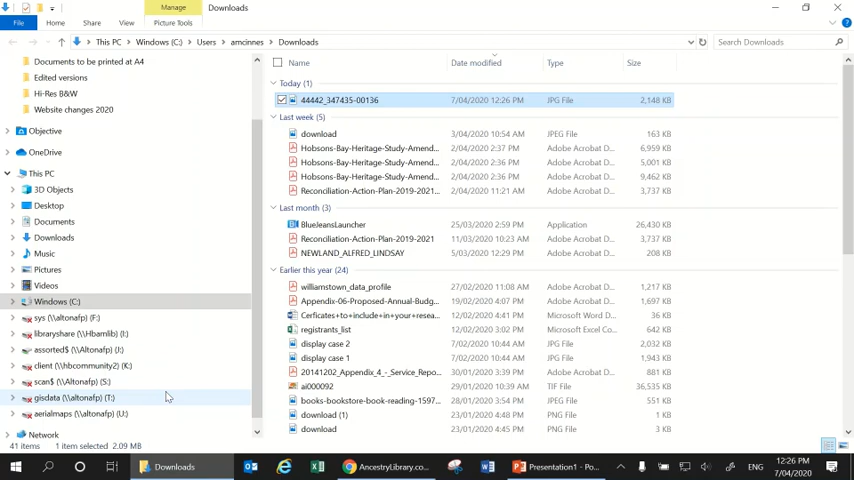 Manage
Downloads
File
Home
Share
View
Picture Tools
This PC
Windows (C:)
Users
amcinnes
Downloads
Search Downloads
Documents to be printed at A4
Edited versions
Hi-Res B&W
Website changes 2020
Objective
OneDrive
This PC
3D Objects
Desktop
Documents
Downloads
Music
Pictures
Videos
Windows (C:)
sys (\\altonafp) (F:)
libraryshare (\\Hbamlib) (I:)
assorted$ (\\Altonafp) (J:)
client (\\hbcommunity2) (K:)
scan$ (\\Altonafp) (S:)
gisdata (\\altonafp) (T:)
aerialmaps (\\altonafp) (U:)
Network
Name Date modified Type Size
Today (1)
44442_347435-00136 7/04/2020 12:26 PM JPG File 2,148 KB
Last week (5)
download 3/04/2020 10:54 AM JPEG File 163 KB
Hobsons-Bay-Heritage-Study-Amend... 2/04/2020 2:37 PM Adobe Acrobat D... 6,959 KB
Hobsons-Bay-Heritage-Study-Amend... 2/04/2020 2:36 PM Adobe Acrobat D... 5,001 KB
Hobsons-Bay-Heritage-Study-Amend... 2/04/2020 2:36 PM Adobe Acrobat D... 9,462 KB
Reconciliation-Action-Plan-2019-2021... 2/04/2020 11:21 AM Adobe Acrobat D... 3,737 KB
Last month (3)
BlueJeansLauncher 25/03/2020 2:59 PM Application 26,430 KB
Reconciliation-Action-Plan-2019-2021 11/03/2020 10:23 AM Adobe Acrobat D... 3,737 KB
NEWLAND_ALFRED_LINDSAY 5/03/2020 12:29 PM Adobe Acrobat D... 208 KB
Earlier this year (24)
williamstown_data_profile 27/02/2020 11:08 AM Adobe Acrobat D... 1,217 KB
Appendix-06-Proposed-Annual-Budg... 19/02/2020 4:07 PM Adobe Acrobat D... 1,697 KB
Cerficates+to+include+in+your+resea... 12/02/2020 4:41 PM Microsoft Word D... 36 KB
registrants_list 12/02/2020 3:02 PM Microsoft Excel Co... 642 KB
display case 2 7/02/2020 10:44 AM JPG File 2,032 KB
display case 1 7/02/2020 10:44 AM JPG File 1,943 KB
20141202_Appendix_4_-_Service_Repo... 30/01/2020 3:39 PM Adobe Acrobat D... 881 KB
ai000092 29/01/2020 10:39 AM TIF File 36,535 KB
books-bookstore-book-reading-1597... 28/01/2020 3:54 PM JPEG File 551 KB
download (1) 23/01/2020 4:48 PM PNG File 1 KB
download 23/01/2020 4:45 PM PNG File 3 KB
41 items 1 item selected 2.09 MB
Downloads
AncestryLibrary.co...
Presentation1 - Po...
ENG
12:26 PM
7/04/2020